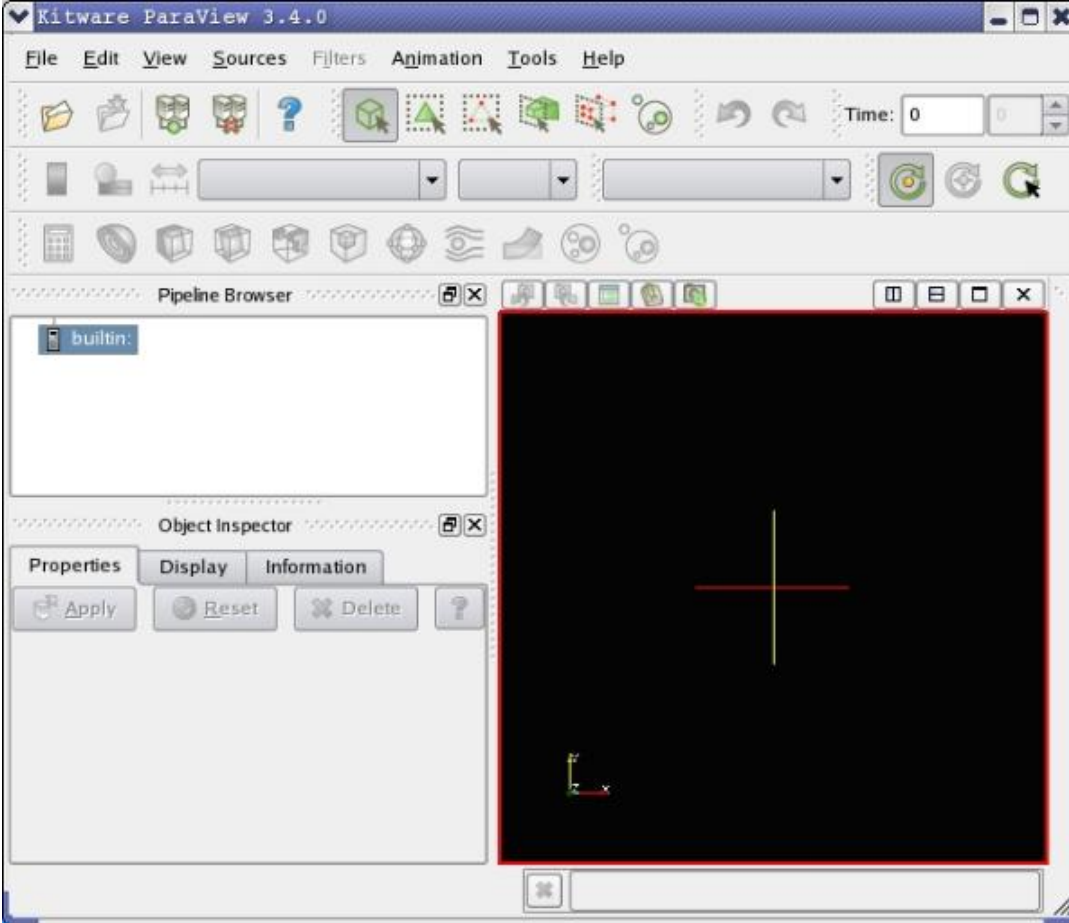 Kitware ParaView 3.4.0
File Edit View Sources Filters Animation Tools Help
Time: 0 0
Pipeline Browser
builtin:
Object Inspector
Properties Display Information
Apply Reset Delete ?
Y
Z x